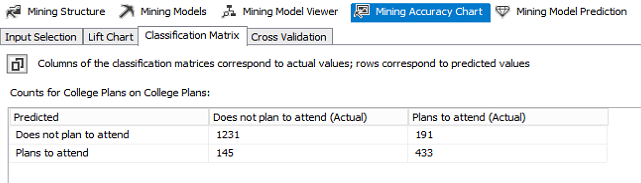 Mining Structure Mining Models Mining Model Viewer Mining Accuracy Chart Mining Model Prediction
Input Selection Lift Chart Classification Matrix Cross Validation
Columns of the classification matrices correspond to actual values; rows correspond to predicted values
Counts for College Plans on College Plans:
Predicted Does not plan to attend (Actual) Plans to attend (Actual)
Does not plan to attend 1231 191
Plans to attend 145 433